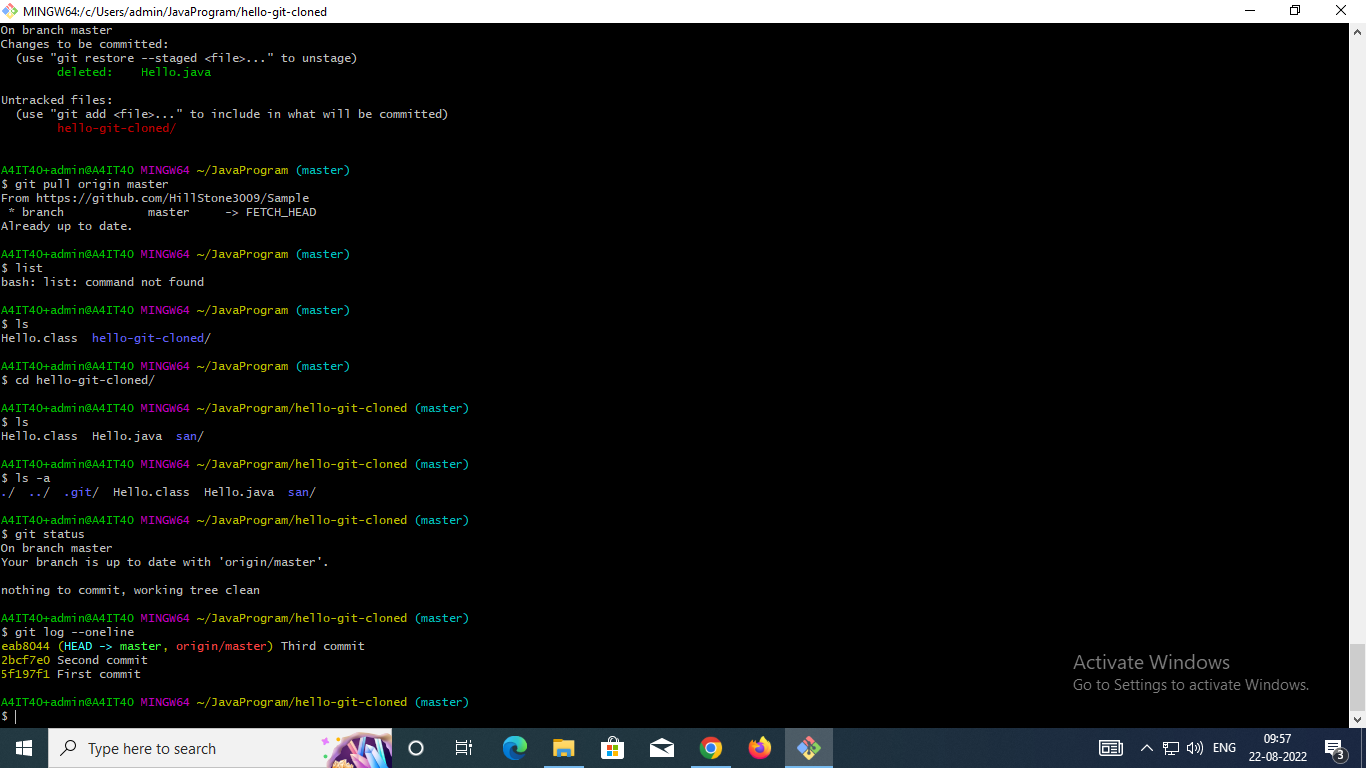 MINGW64:/c/Users/admin/JavaProgram/hello-git-cloned
On branch master
Changes to be committed:
  (use "git restore --staged <file>..." to unstage)
        deleted:    Hello.java

Untracked files:
  (use "git add <file>..." to include in what will be committed)
        hello-git-cloned/

A4IT40+admin@A4IT40 MINGW64 ~/JavaProgram (master)
$ git pull origin master
From https://github.com/HillStone3009/Sample
 * branch            master     -> FETCH_HEAD
Already up to date.

A4IT40+admin@A4IT40 MINGW64 ~/JavaProgram (master)
$ list
bash: list: command not found

A4IT40+admin@A4IT40 MINGW64 ~/JavaProgram (master)
$ ls
Hello.class  hello-git-cloned/

A4IT40+admin@A4IT40 MINGW64 ~/JavaProgram (master)
$ cd hello-git-cloned/

A4IT40+admin@A4IT40 MINGW64 ~/JavaProgram/hello-git-cloned (master)
$ ls
Hello.class  Hello.java  san/

A4IT40+admin@A4IT40 MINGW64 ~/JavaProgram/hello-git-cloned (master)
$ ls -a
./  ../  .git/  Hello.class  Hello.java  san/

A4IT40+admin@A4IT40 MINGW64 ~/JavaProgram/hello-git-cloned (master)
$ git status
On branch master
Your branch is up to date with 'origin/master'.

nothing to commit, working tree clean

A4IT40+admin@A4IT40 MINGW64 ~/JavaProgram/hello-git-cloned (master)
$ git log --oneline
eab8044 (HEAD -> master, origin/master) Third commit
2bcf7e0 Second commit
5f197f1 First commit

A4IT40+admin@A4IT40 MINGW64 ~/JavaProgram/hello-git-cloned (master)
$
Activate Windows
Go to Settings to activate Windows.
Type here to search
ENG
09:57
22-08-2022
3